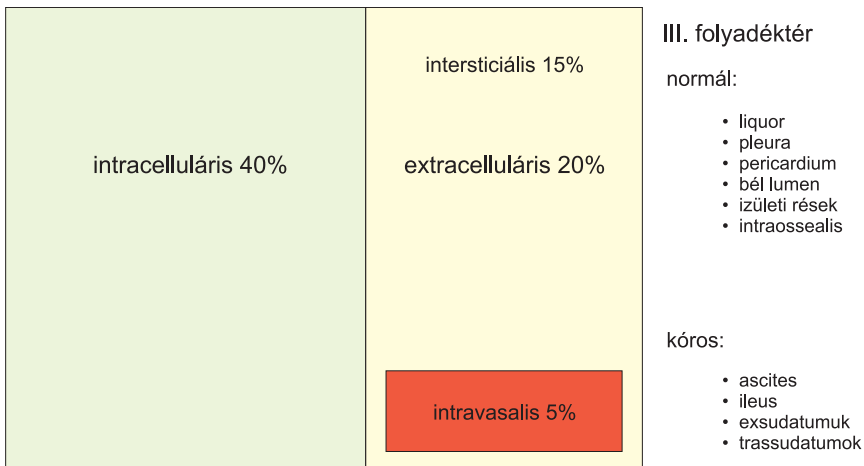 intracelluláris 40%
intersticiális 15%
extracelluláris 20%
intravasalis 5%
III. folyadéktér
normál:
• liquor
• pleura
• pericardium
• bél lumen
• izületi rések
• intraossealis
kóros:
• ascites
• ileus
• exsudatumuk
• trassudatumok